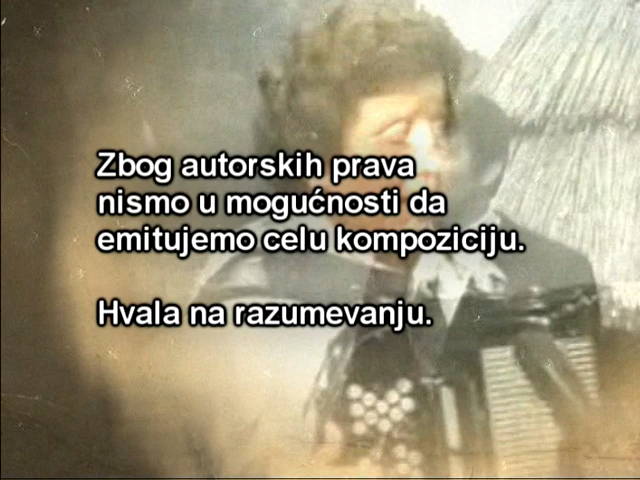 Zbog autorskih prava
nismo u mogućnosti da
emitujemo celu kompoziciju.
Hvala na razumevanju.